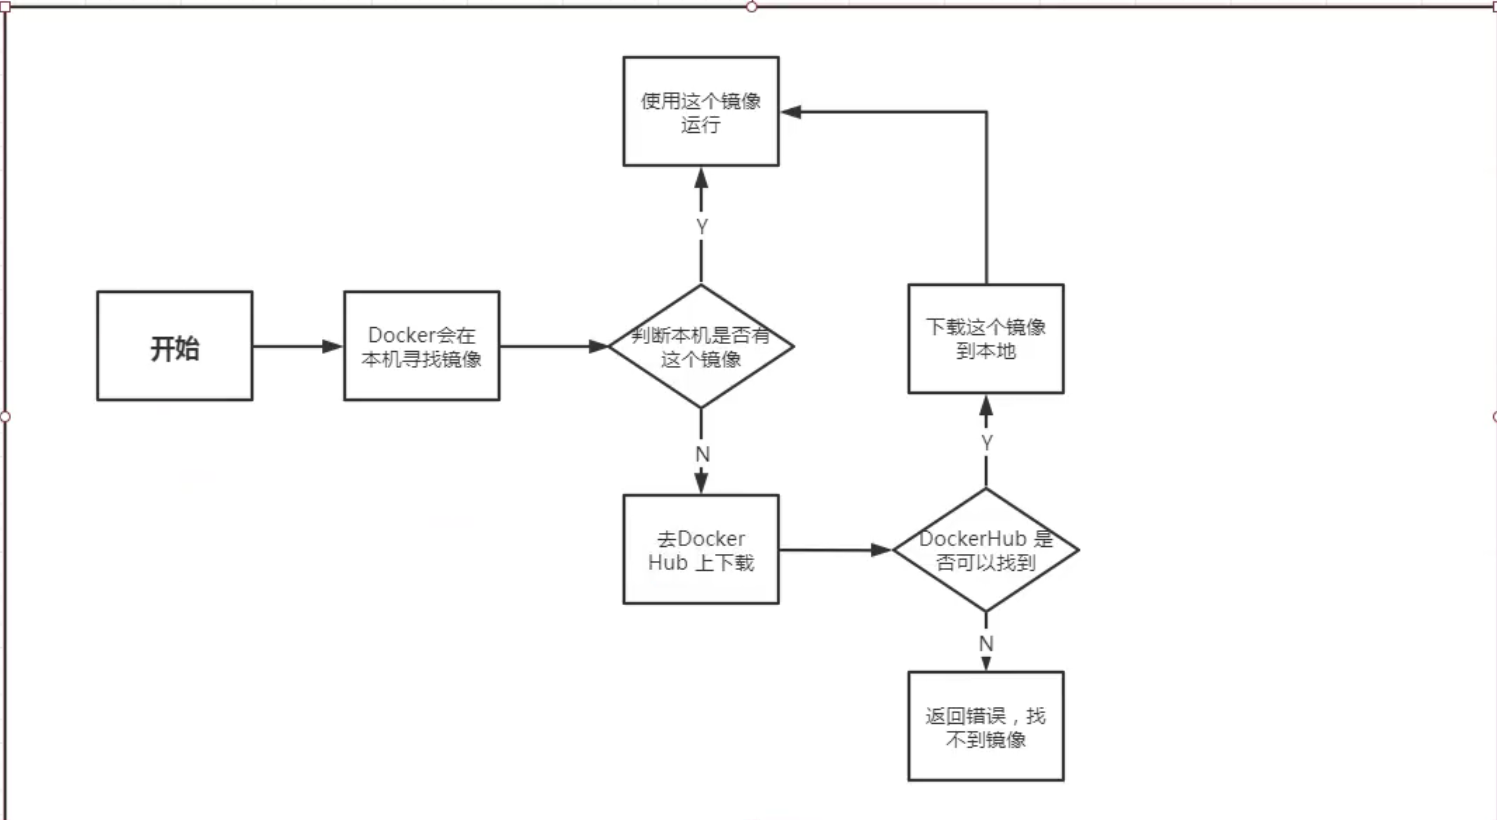 使用这个镜像
运行
Y
开始
Docker会在
本机寻找镜像
判断本机是否有
这个镜像
下载这个镜像
到本地
N
Y
去Docker
Hub 上下载
DockerHub 是
否可以找到
N
返回错误，找
不到镜像